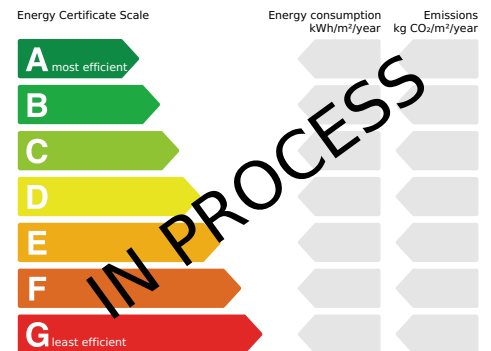 Energy Certificate Scale
Energy consumption
kWh/m²/year
Emissions
kg CO₂/m²/year
A most efficient
B
C
D
E
F
G least efficient
IN PROCESS